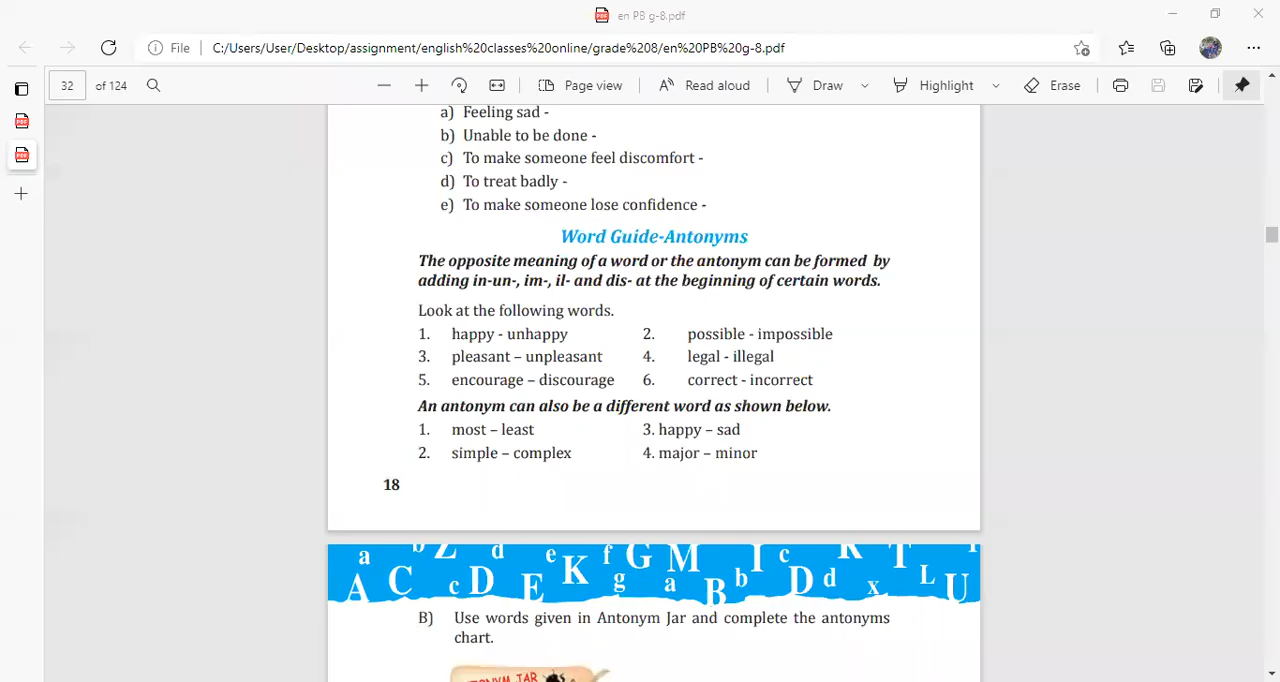 en PB g-8.pdf
File C:/Users/User/Desktop/assignment/english%20classes%20online/grade%208/en%20PB%20g-8.pdf
32 of 124 Page view Read aloud Draw Highlight Erase
a) Feeling sad -
b) Unable to be done -
c) To make someone feel discomfort -
d) To treat badly -
e) To make someone lose confidence -
Word Guide-Antonyms
The opposite meaning of a word or the antonym can be formed by
adding in-un-, im-, il- and dis- at the beginning of certain words.
Look at the following words.
1. happy - unhappy 2. possible - impossible
3. pleasant – unpleasant 4. legal - illegal
5. encourage – discourage 6. correct - incorrect
An antonym can also be a different word as shown below.
1. most – least 3. happy – sad
2. simple – complex 4. major – minor
18
a b Z d e K f G M I c R T
A C c D E g a B b D d x L U
B) Use words given in Antonym Jar and complete the antonyms
chart.
JAR